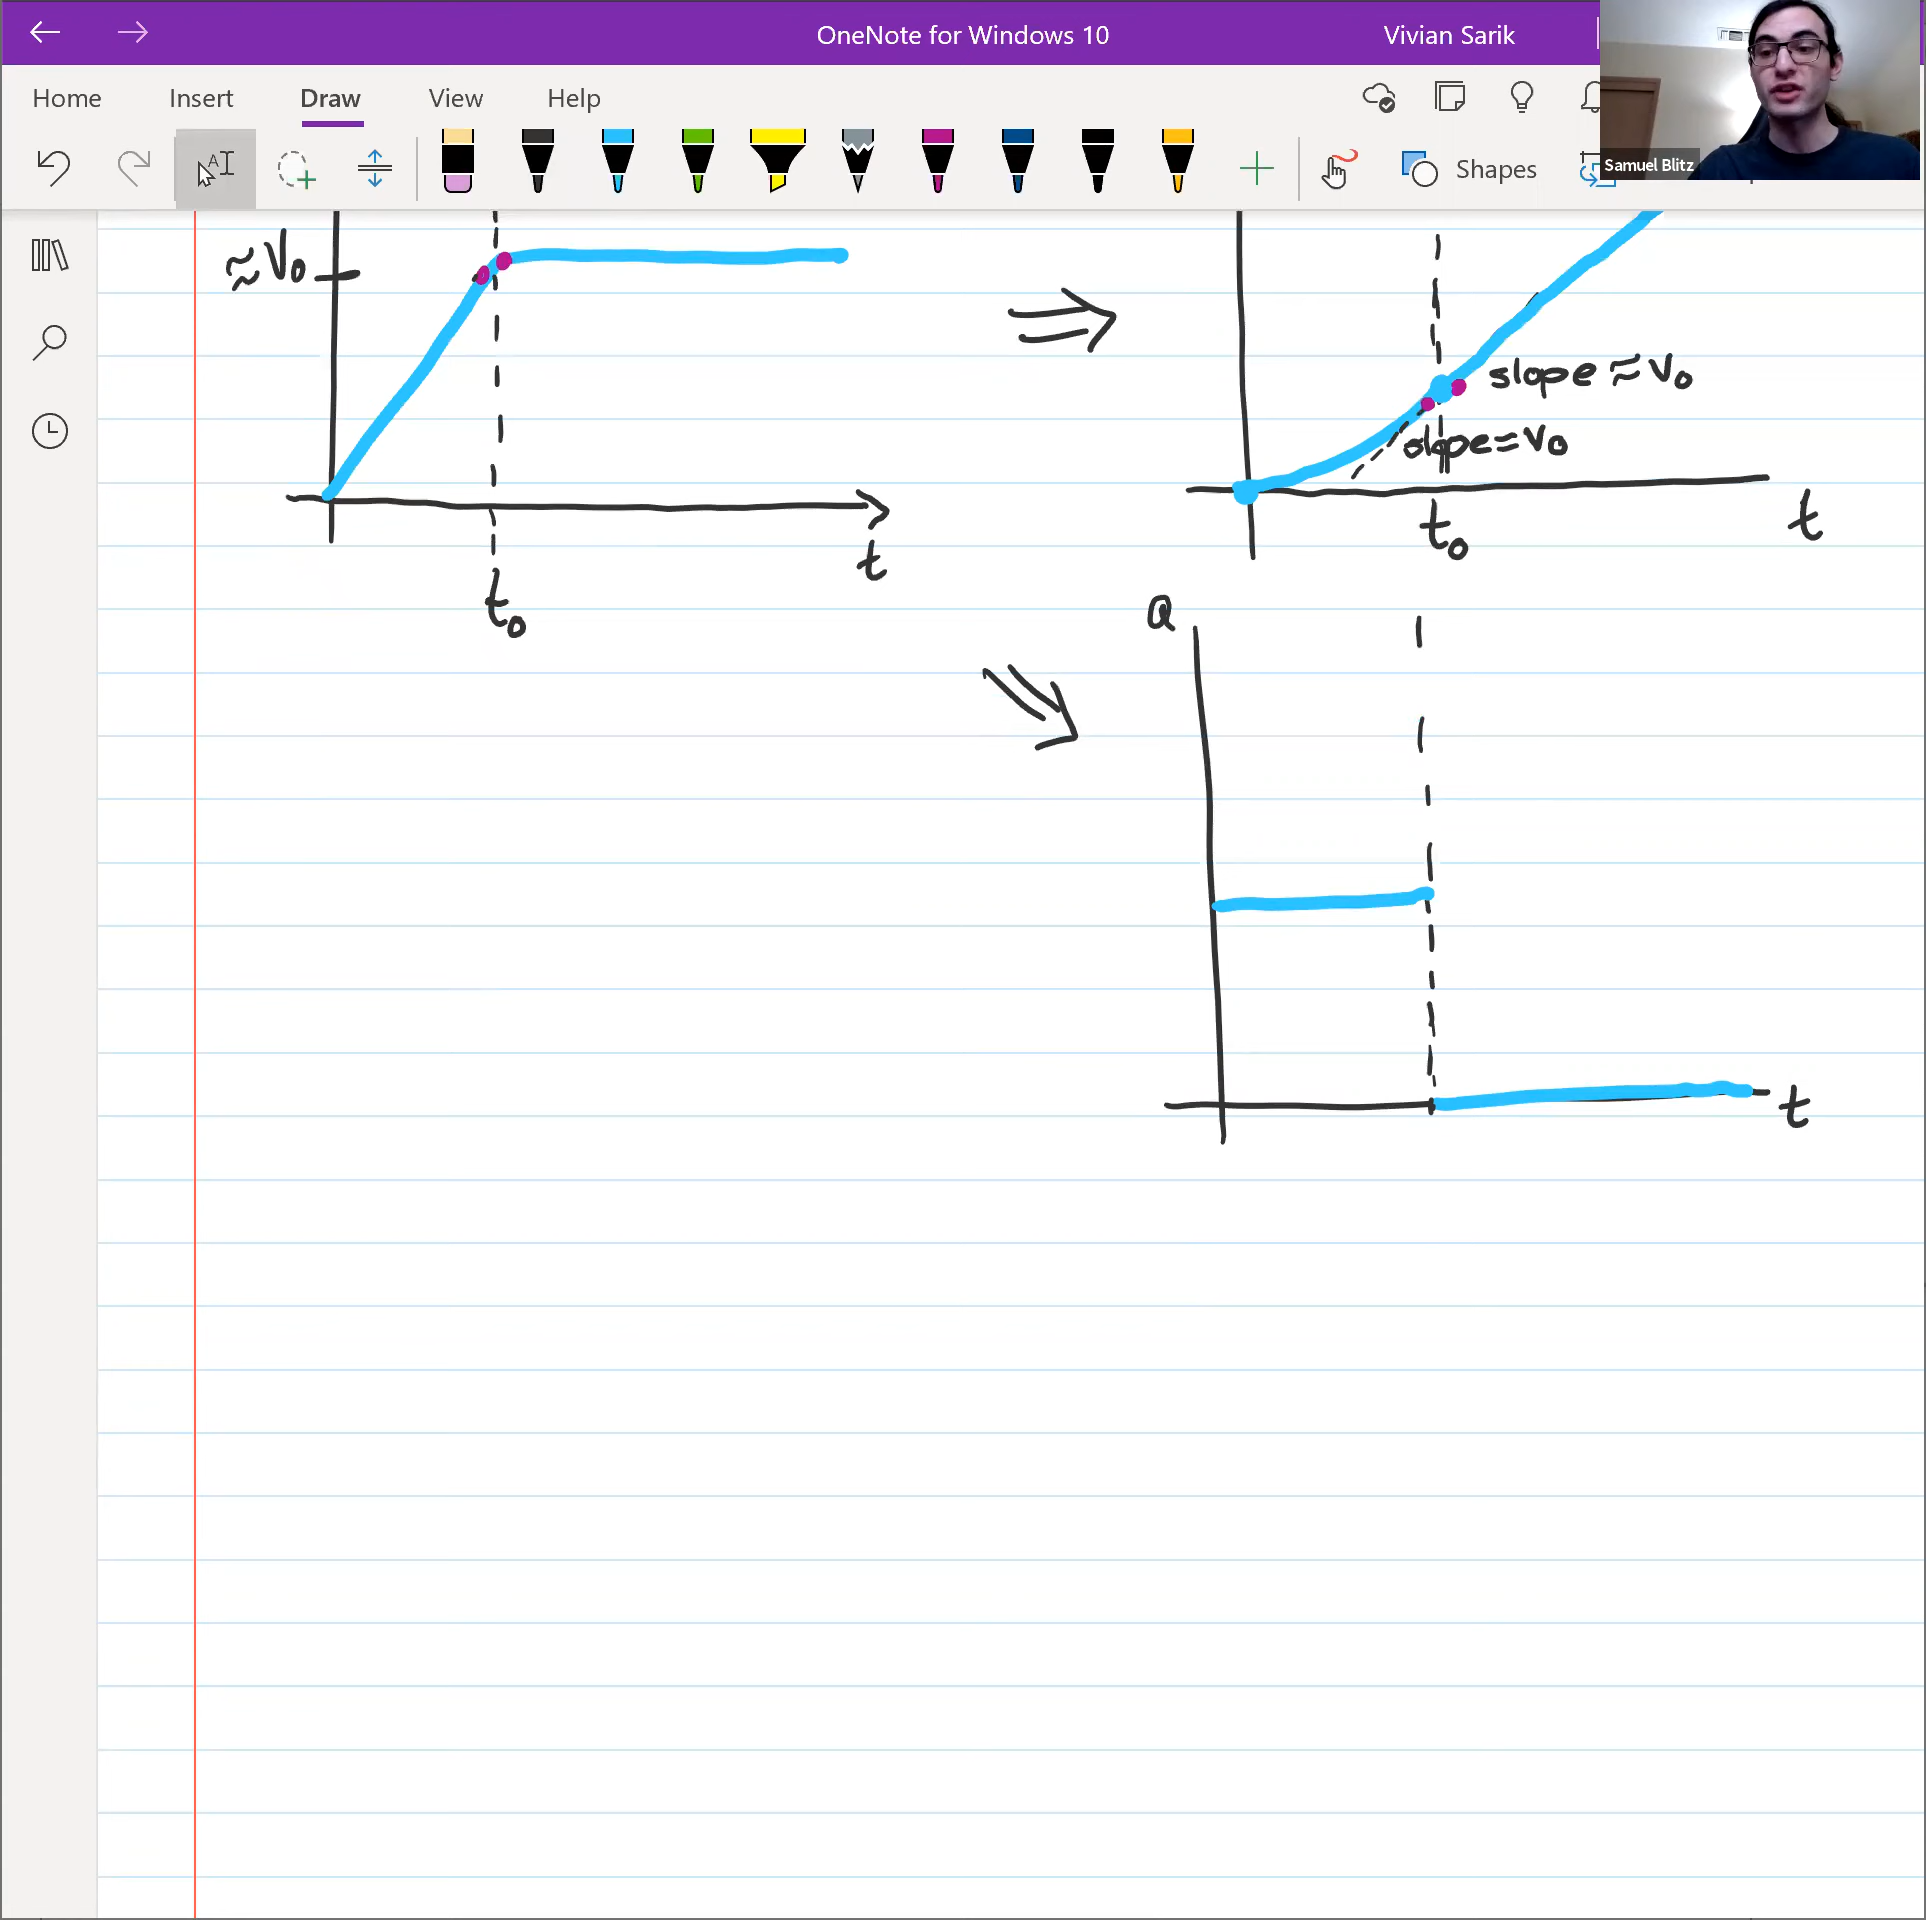 OneNote for Windows 10
Vivian Sarik
Home Insert Draw View Help
Shapes
Samuel Blitz
≈V₀
slope ≈ v₀
slope = v₀
t
t₀
t
t₀
a
t